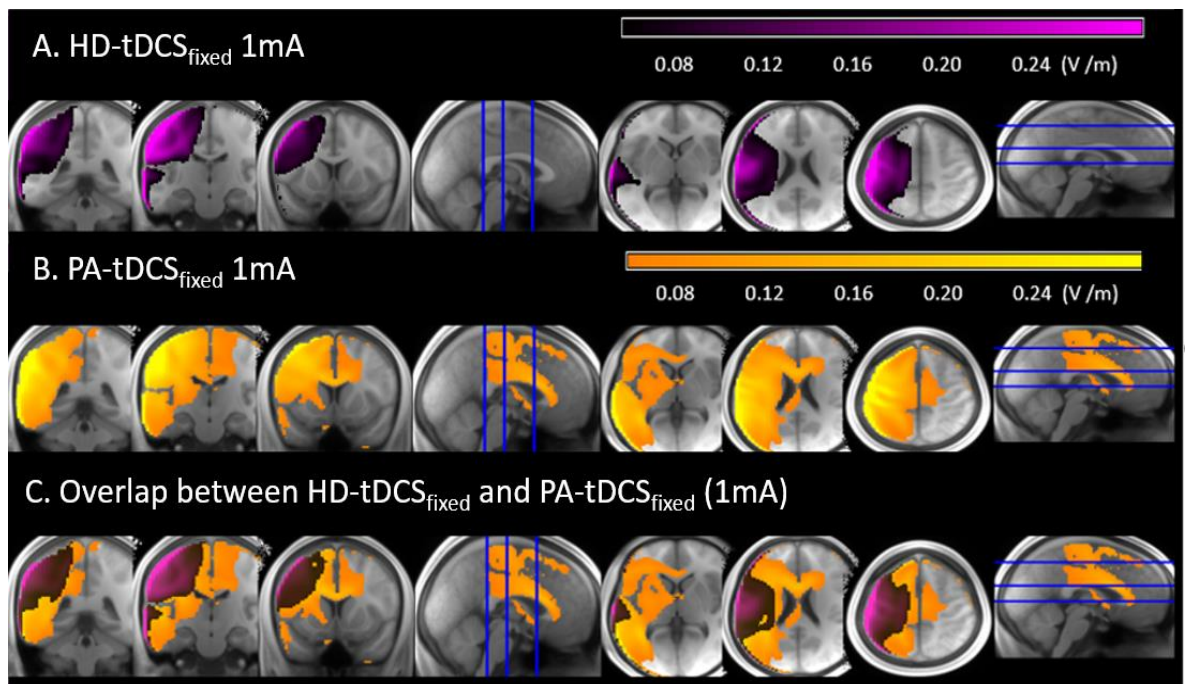 A. HD-tDCSfixed 1mA
0.08 0.12 0.16 0.20 0.24 (V /m)
B. PA-tDCSfixed 1mA
0.08 0.12 0.16 0.20 0.24 (V /m)
C. Overlap between HD-tDCSfixed and PA-tDCSfixed (1mA)